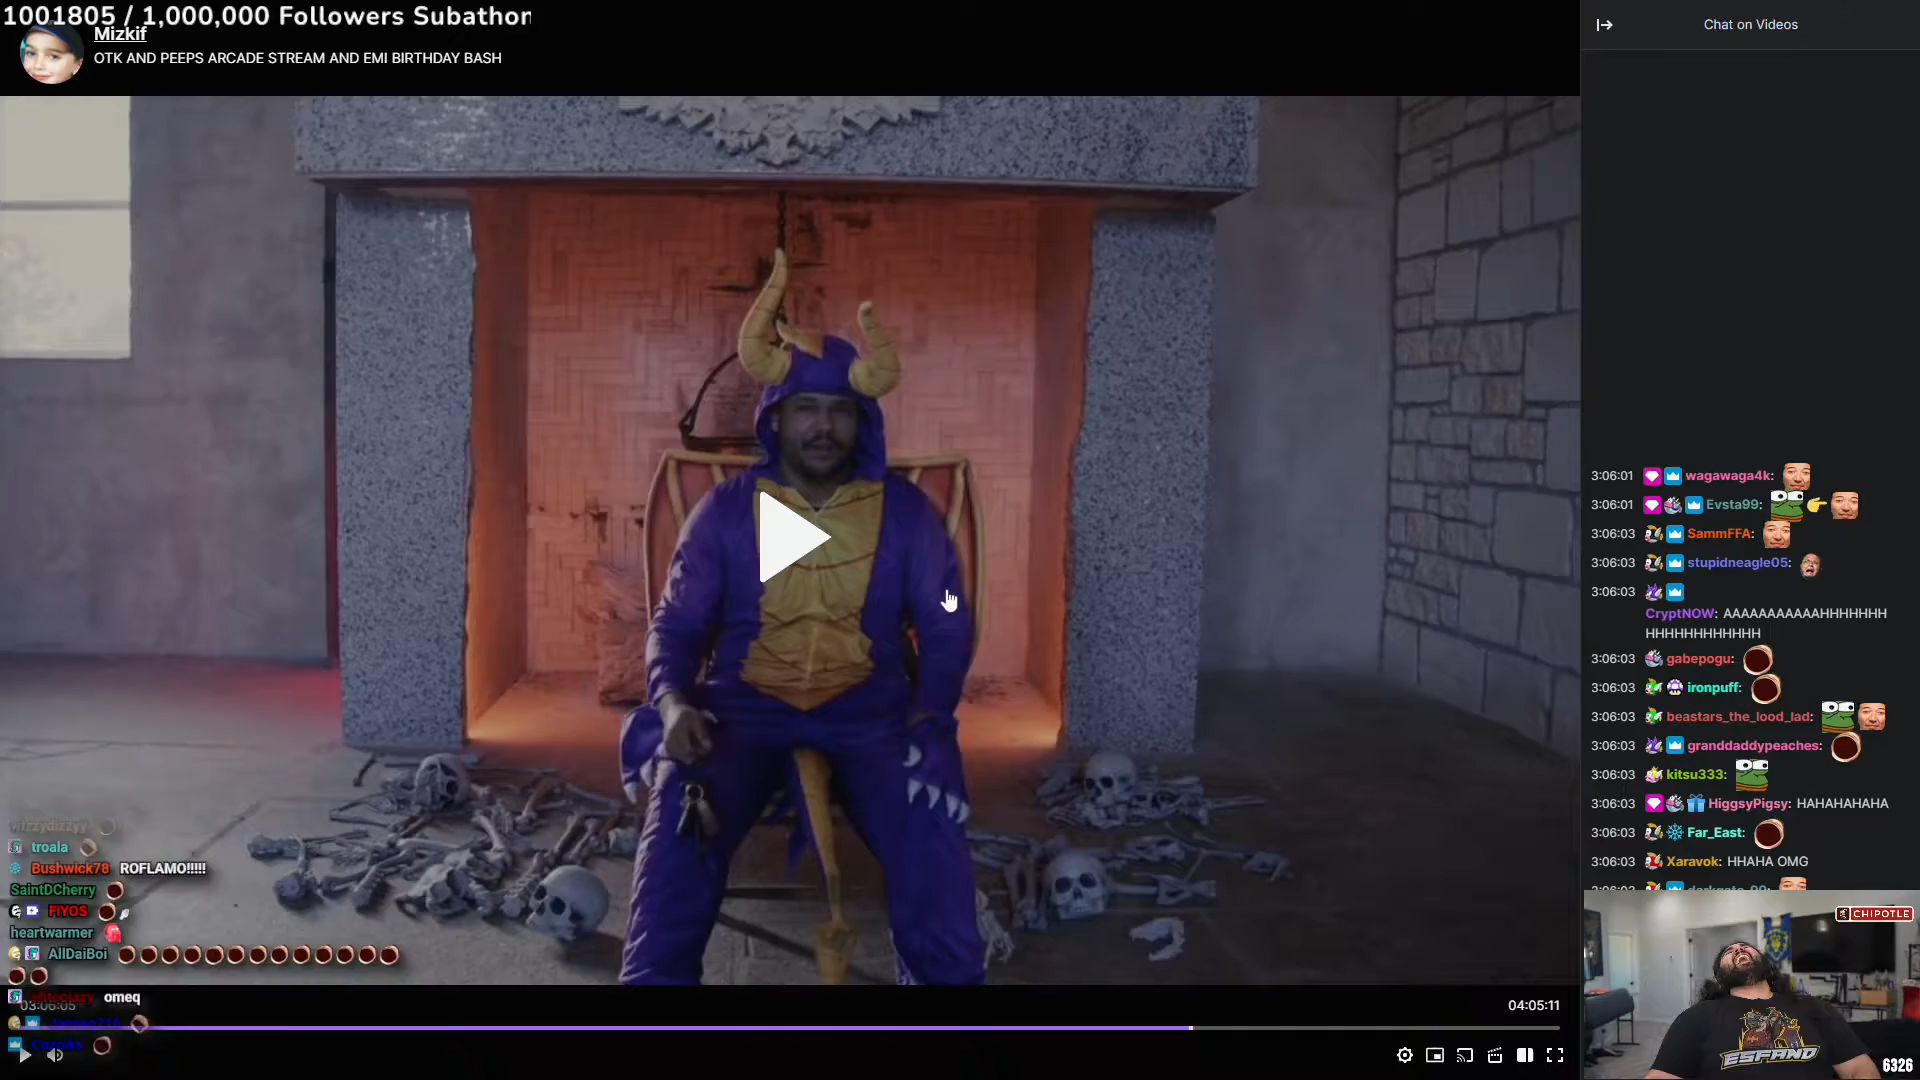 1001805 / 1,000,000 Followers Subathon
Mizkif
OTK AND PEEPS ARCADE STREAM AND EMI BIRTHDAY BASH
Chat on Videos
3:06:01 wagawaga4k:
3:06:01 Evsta99:
3:06:03 SammFFA:
3:06:03 stupidneagle05:
3:06:03
CryptNOW: AAAAAAAAAAAHHHHHHH
HHHHHHHHHHHH
3:06:03 gabepogu:
3:06:03 ironpuff:
3:06:03 beastars_the_lood_lad:
3:06:03 granddaddypeaches:
3:06:03 kitsu333:
3:06:03 HiggsyPigsy: HAHAHAHAHA
3:06:03 Far_East:
3:06:03 Xaravok: HHAHA OMG
troala
Bushwick78 ROFLAMO!!!!!
SaintDCherry
FIYOS
heartwarmer
AllDaiBoi
omeq
03:06:05
04:05:11
CHIPOTLE
ESFAND
6326